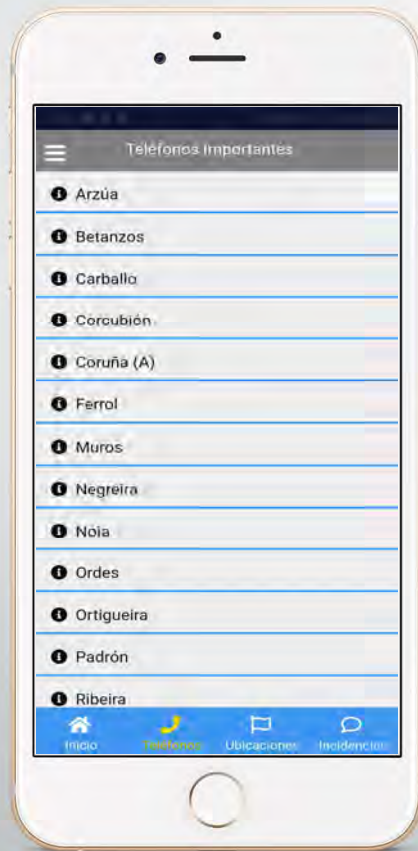 Teléfonos Importantes
Arzúa
Betanzos
Carballo
Corcubión
Coruña (A)
Ferrol
Muros
Negreira
Noia
Ordes
Ortigueira
Padrón
Ribeira
Inicio
Teléfonos
Ubicaciones
Incidencias